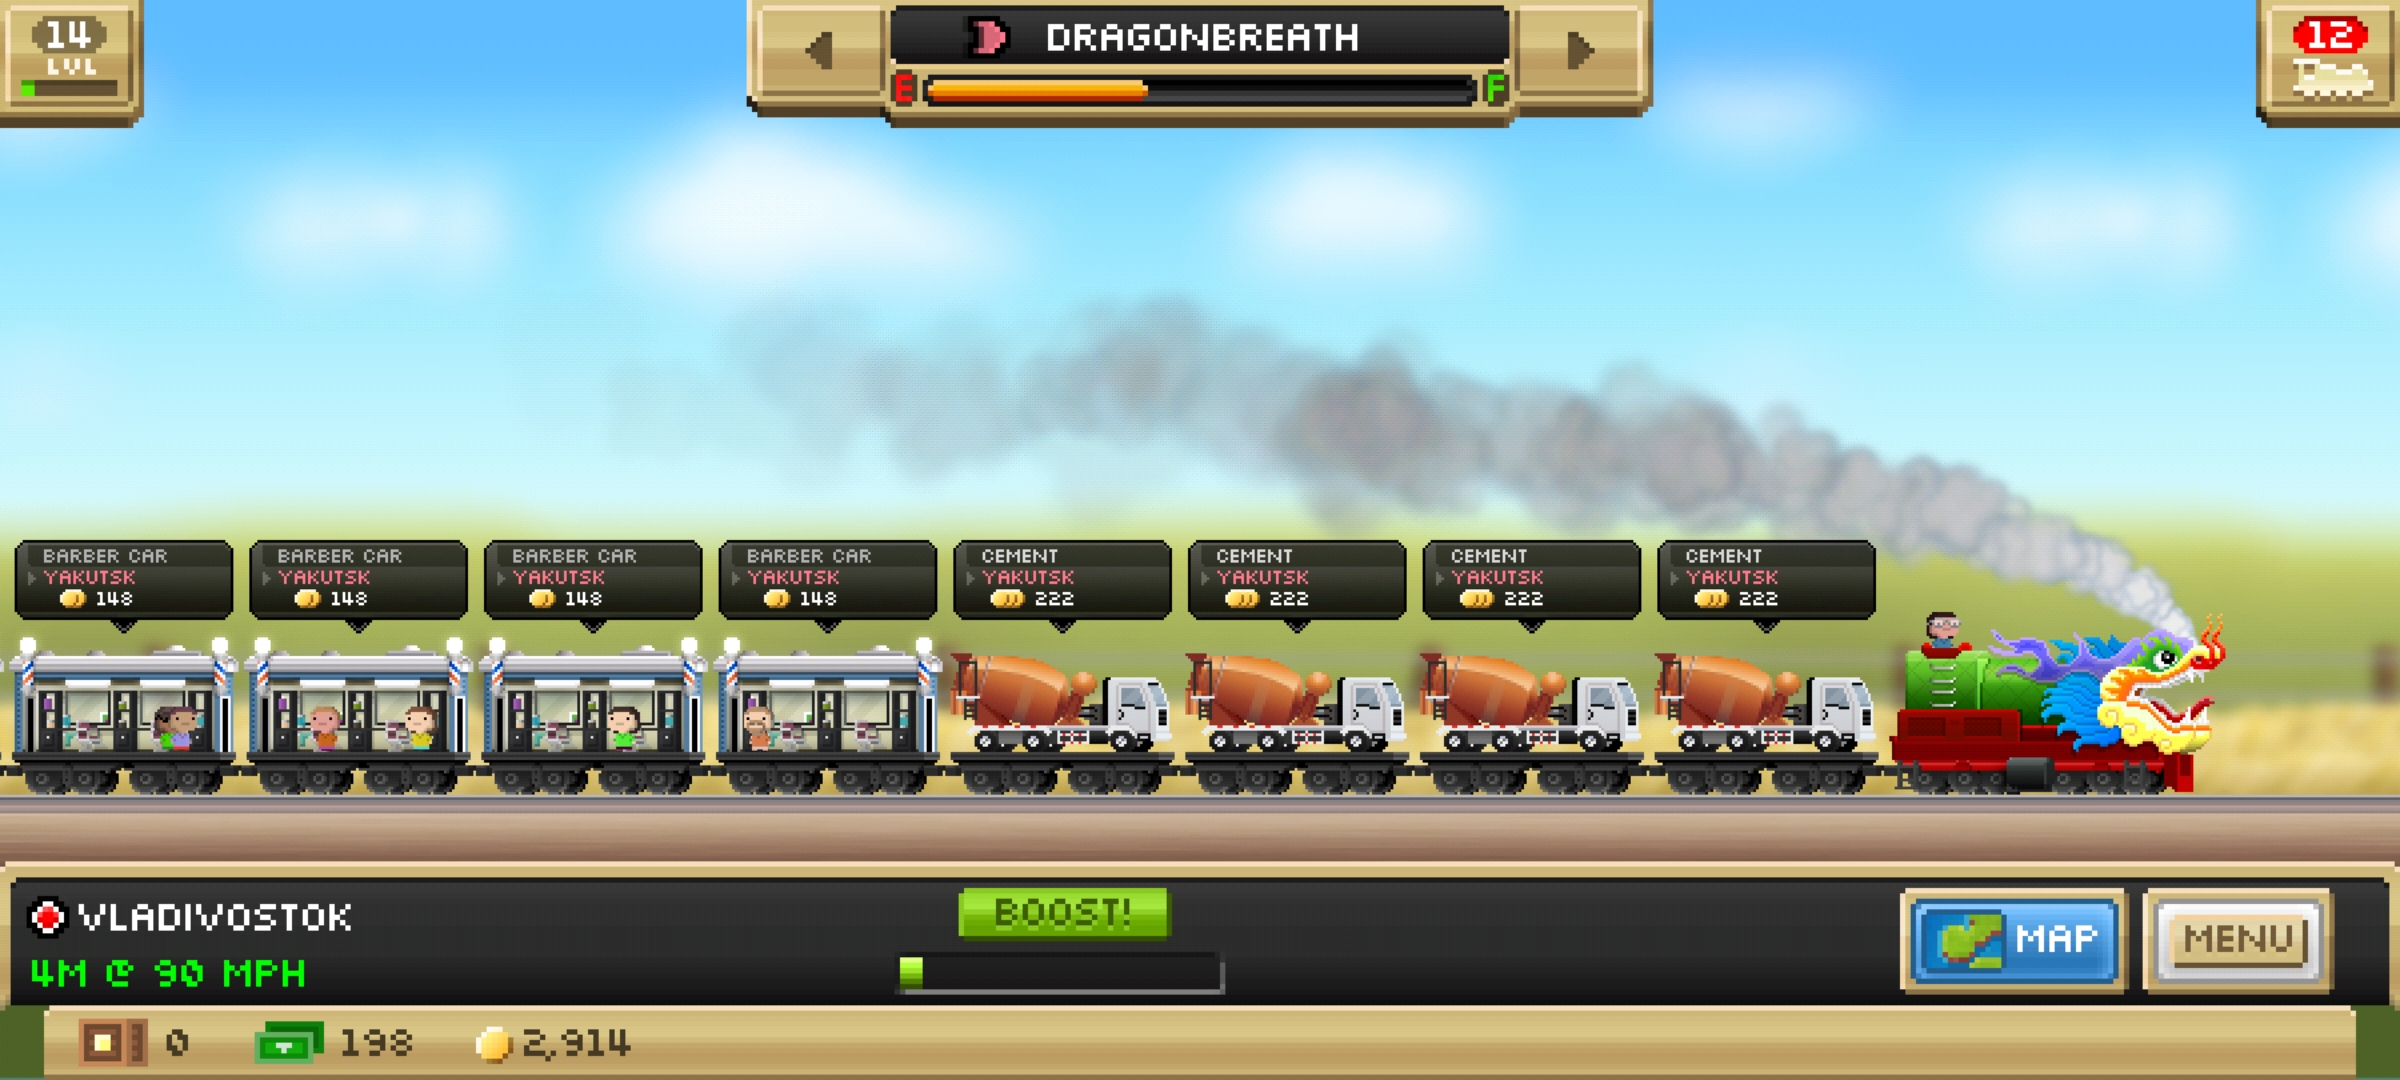 14
LVL
DRAGONBREATH
E F
12
BARBER CAR
YAKUTSK
148
BARBER CAR
YAKUTSK
148
BARBER CAR
YAKUTSK
148
BARBER CAR
YAKUTSK
148
CEMENT
YAKUTSK
222
CEMENT
YAKUTSK
222
CEMENT
YAKUTSK
222
CEMENT
YAKUTSK
222
VLADIVOSTOK
4M @ 90 MPH
BOOST!
MAP
MENU
0
198
2,914